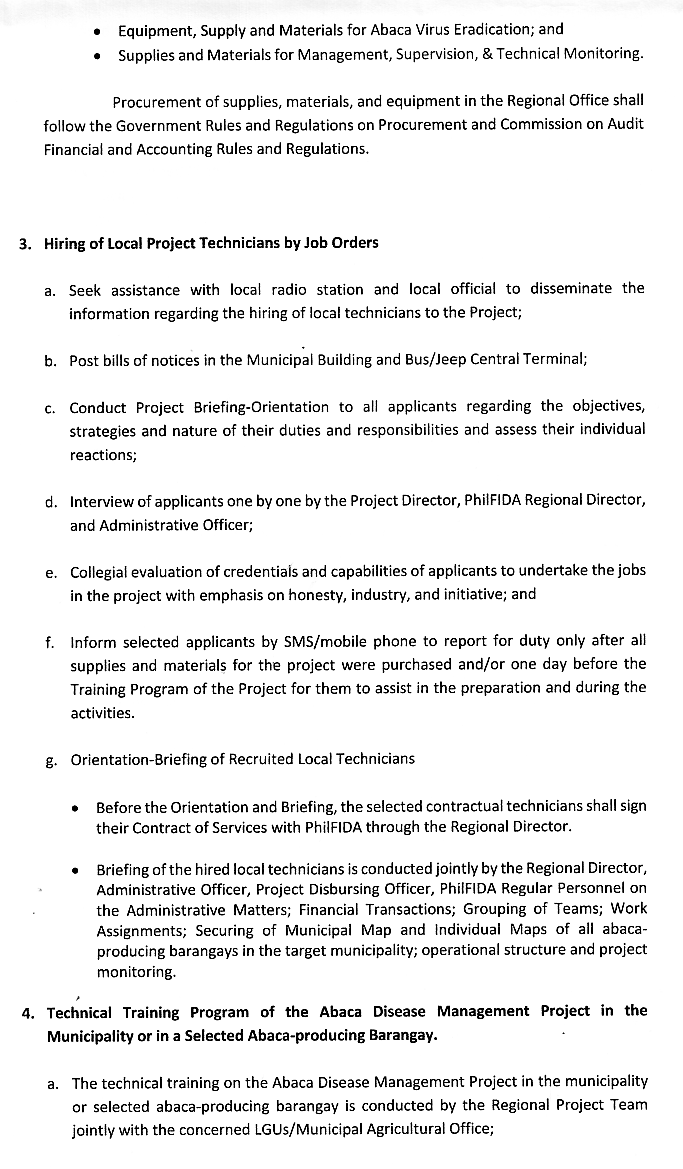 • Equipment, Supply and Materials for Abaca Virus Eradication; and
• Supplies and Materials for Management, Supervision, & Technical Monitoring.
Procurement of supplies, materials, and equipment in the Regional Office shall
follow the Government Rules and Regulations on Procurement and Commission on Audit
Financial and Accounting Rules and Regulations.
3. Hiring of Local Project Technicians by Job Orders
a. Seek assistance with local radio station and local official to disseminate the
information regarding the hiring of local technicians to the Project;
b. Post bills of notices in the Municipal Building and Bus/Jeep Central Terminal;
c. Conduct Project Briefing-Orientation to all applicants regarding the objectives,
strategies and nature of their duties and responsibilities and assess their individual
reactions;
d. Interview of applicants one by one by the Project Director, PhilFIDA Regional Director,
and Administrative Officer;
e. Collegial evaluation of credentials and capabilities of applicants to undertake the jobs
in the project with emphasis on honesty, industry, and initiative; and
f. Inform selected applicants by SMS/mobile phone to report for duty only after all
supplies and materials for the project were purchased and/or one day before the
Training Program of the Project for them to assist in the preparation and during the
activities.
g. Orientation-Briefing of Recruited Local Technicians
• Before the Orientation and Briefing, the selected contractual technicians shall sign
their Contract of Services with PhilFIDA through the Regional Director.
• Briefing of the hired local technicians is conducted jointly by the Regional Director,
Administrative Officer, Project Disbursing Officer, PhilFIDA Regular Personnel on
the Administrative Matters; Financial Transactions; Grouping of Teams; Work
Assignments; Securing of Municipal Map and Individual Maps of all abaca-
producing barangays in the target municipality; operational structure and project
monitoring.
4. Technical Training Program of the Abaca Disease Management Project in the
Municipality or in a Selected Abaca-producing Barangay.
a. The technical training on the Abaca Disease Management Project in the municipality
or selected abaca-producing barangay is conducted by the Regional Project Team
jointly with the concerned LGUs/Municipal Agricultural Office;